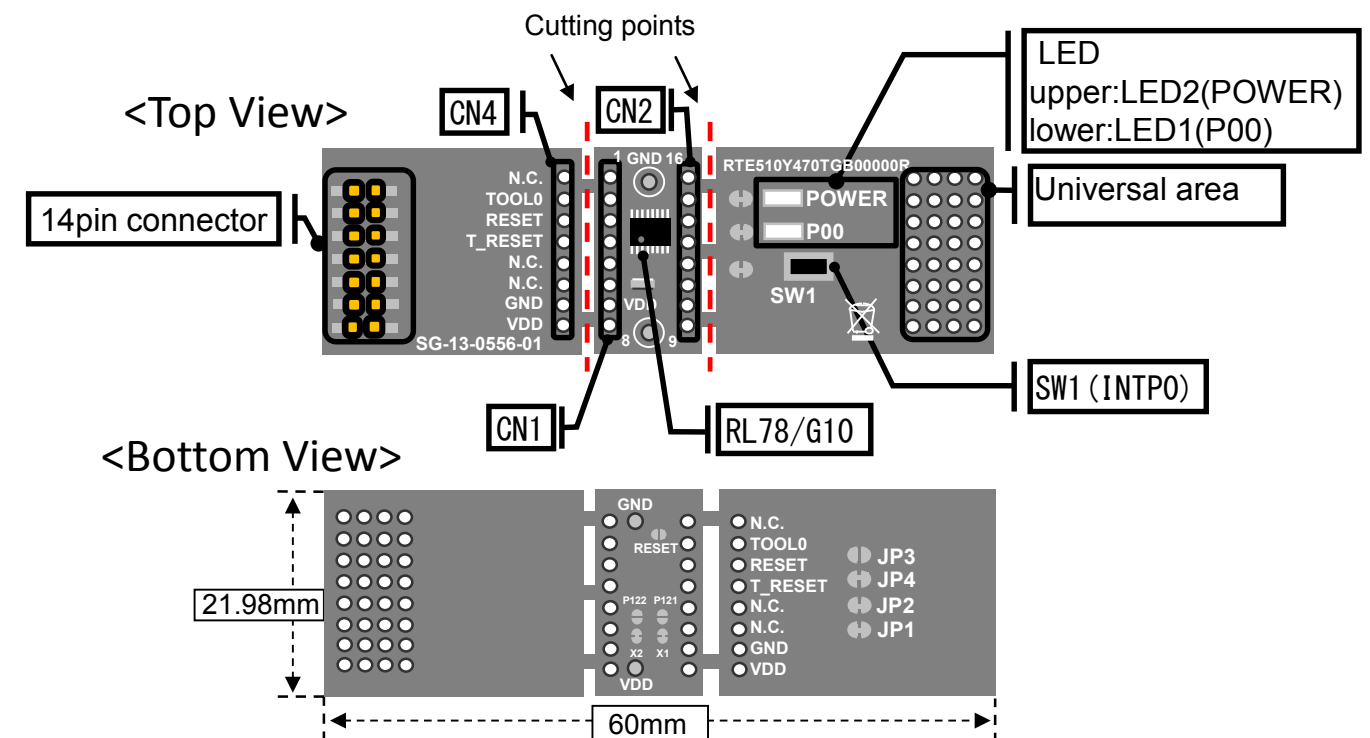 Cutting points
<Top View>
CN4
CN2
LED
upper:LED2(POWER)
lower:LED1(P00)
14pin connector
Universal area
1 GND 16
RTE510Y470TGB00000R
N.C.
TOOL0
RESET
T_RESET
N.C.
N.C.
GND
VDD
SG-13-0556-01
VDD
8 9
POWER
P00
SW1
SW1(INTP0)
CN1
RL78/G10
<Bottom View>
GND
RESET
P122 P121
X2 X1
VDD
N.C.
TOOL0
RESET
T_RESET
N.C.
N.C.
GND
VDD
JP3
JP4
JP2
JP1
21.98mm
60mm